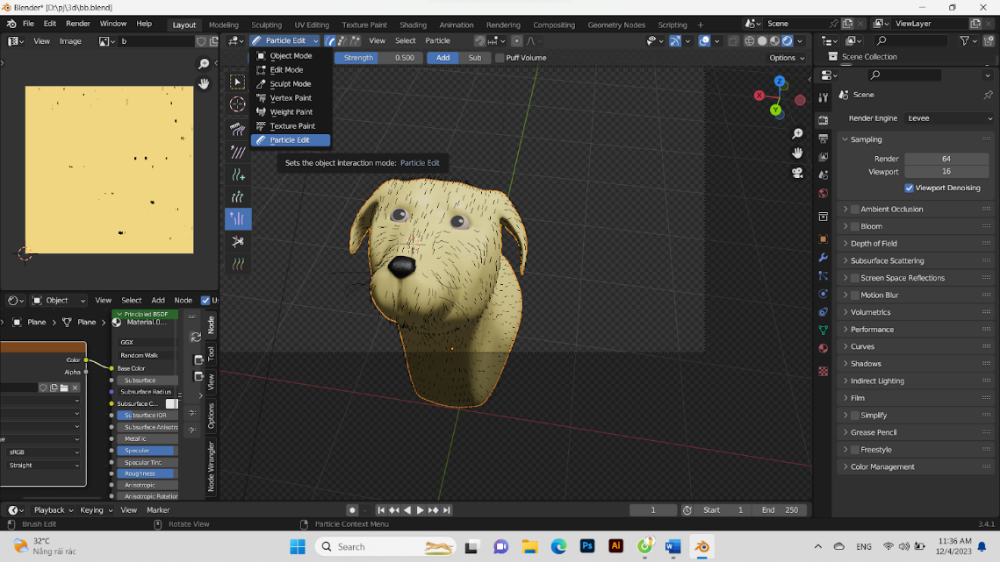 Blender* [D:\pj\3d\bb.blend]
File Edit Render Window Help Layout Modeling Sculpting UV Editing Texture Paint Shading Animation Rendering Compositing Geometry Nodes Scripting + Scene ViewLayer
View Image b Particle Edit View Select Particle
Strength 0.500 Add Sub Puff Volume Options
Object Mode
Edit Mode
Sculpt Mode
Vertex Paint
Weight Paint
Texture Paint
Particle Edit
Sets the object interaction mode: Particle Edit
X
Y
Z
Scene Collection
Scene
Render Engine Eevee
Sampling
Render 64
Viewport 16
Viewport Denoising
Ambient Occlusion
Bloom
Depth of Field
Subsurface Scattering
Screen Space Reflections
Motion Blur
Volumetrics
Performance
Curves
Shadows
Indirect Lighting
Film
Simplify
Grease Pencil
Freestyle
Color Management
Object View Select Add Node
Plane Plane Material.0...
Principled BSDF
GGX
Random Walk
Color
Alpha
Base Color
Subsurface
Subsurface Radius
Subsurface C...
Subsurface IOR
Subsurface Anisotro
Metallic
Specular
Specular Tint
Roughness
Anisotropic
Anisotropic Rotation
sRGB
Straight
Node
Tool
View
Options
Node Wrangler
Playback Keying View Marker 1 Start 1 End 250
Brush Edit Rotate View Particle Context Menu 3.4.1
32°C
Nắng rải rác
Search
Ps
Ai
ENG
11:36 AM
12/4/2023